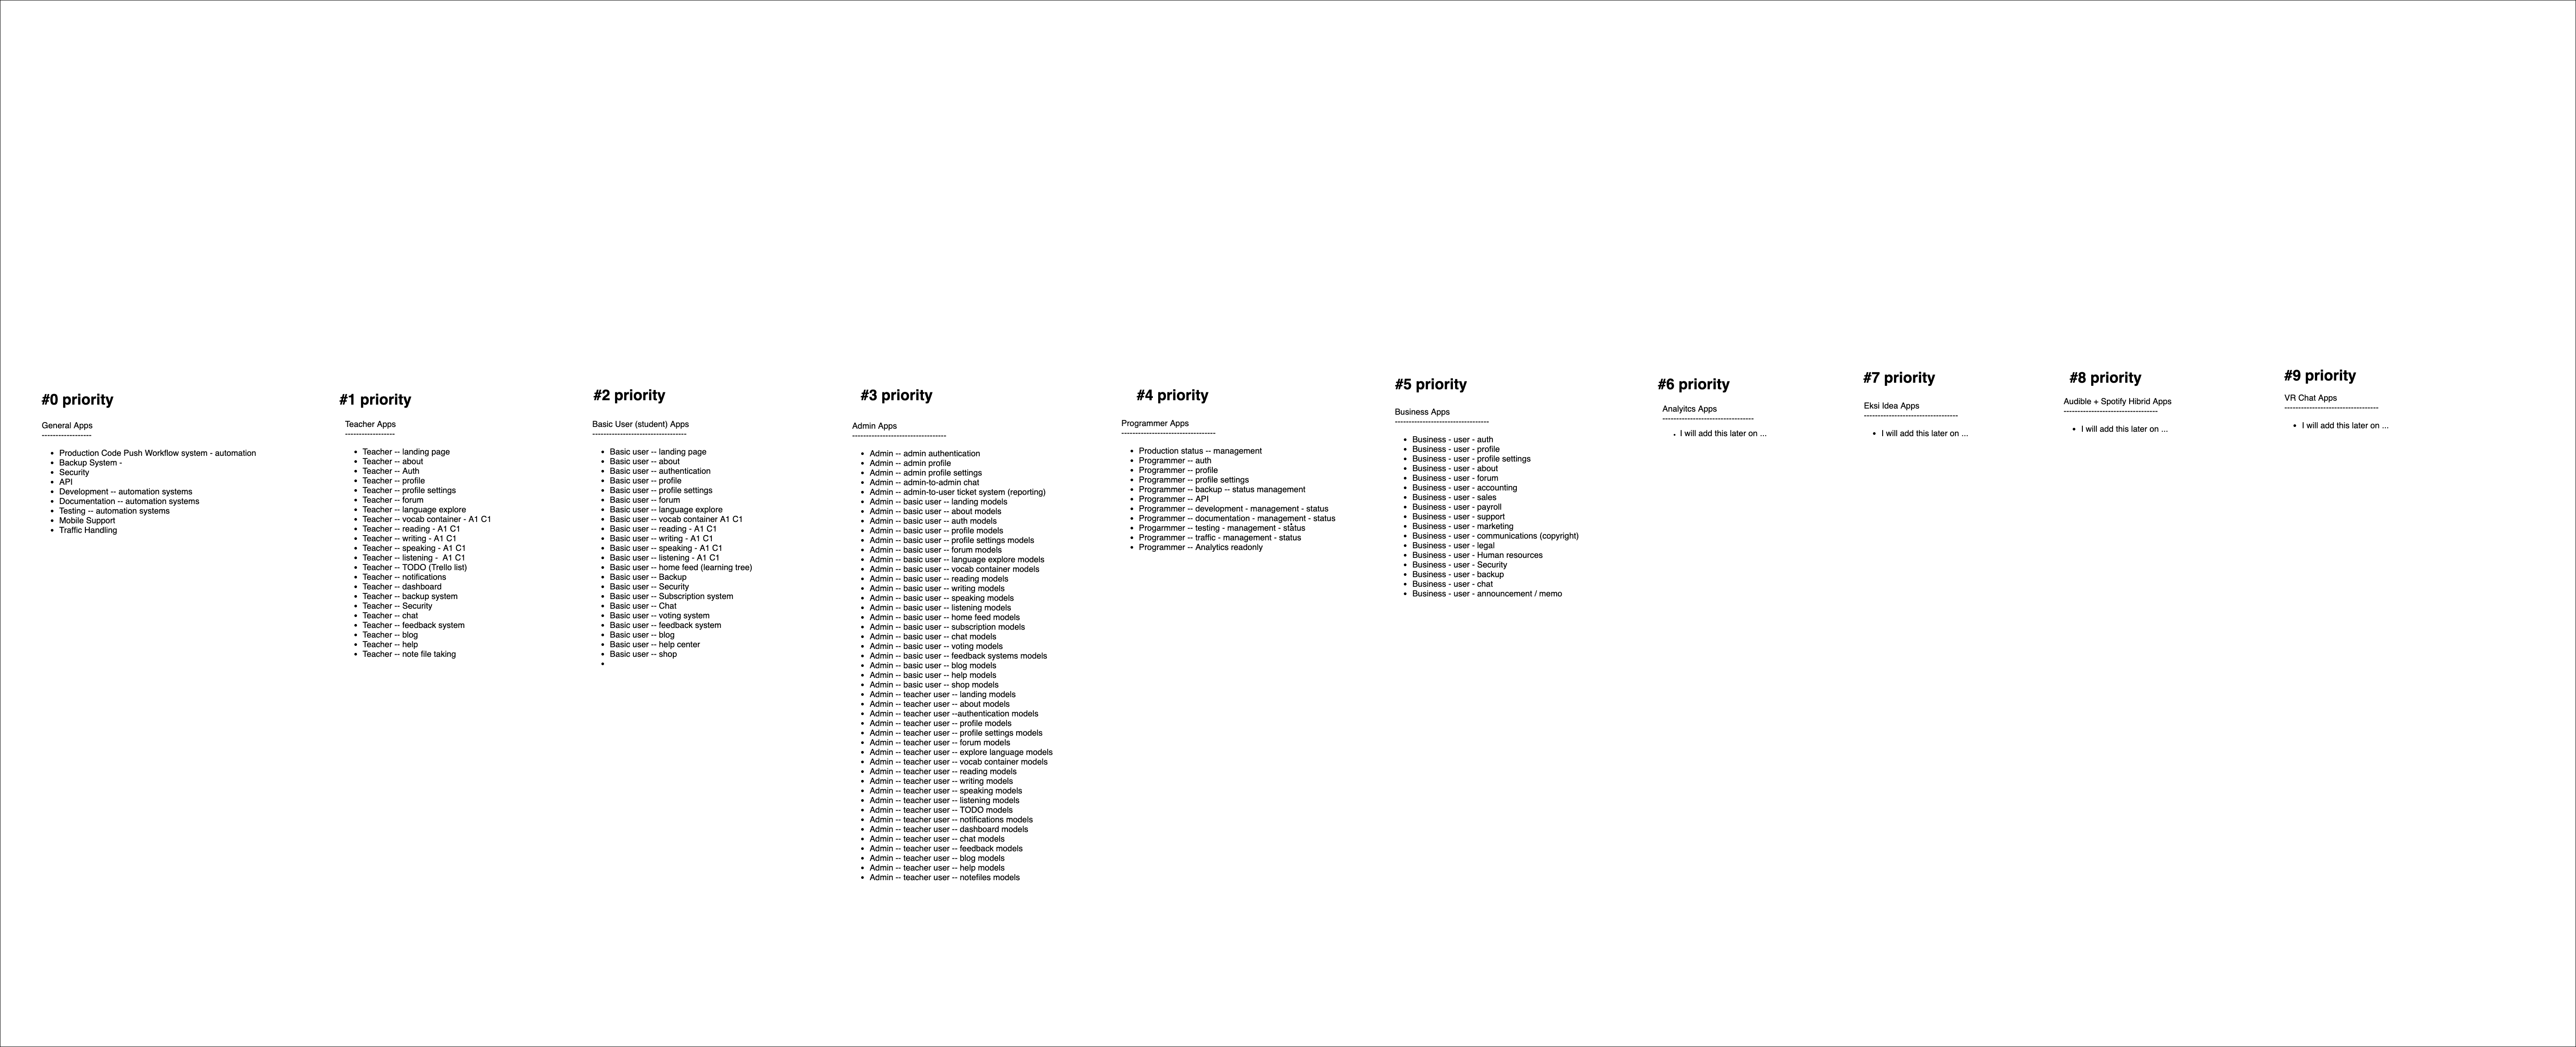 #0 priority
General Apps
------------------
• Production Code Push Workflow system - automation
• Backup System -
• Security
• API
• Development -- automation systems
• Documentation -- automation systems
• Testing -- automation systems
• Mobile Support
• Traffic Handling
#1 priority
Teacher Apps
------------------
• Teacher -- landing page
• Teacher -- about
• Teacher -- Auth
• Teacher -- profile
• Teacher -- profile settings
• Teacher -- forum
• Teacher -- language explore
• Teacher -- vocab container - A1 C1
• Teacher -- reading - A1 C1
• Teacher -- writing - A1 C1
• Teacher -- speaking - A1 C1
• Teacher -- listening - A1 C1
• Teacher -- TODO (Trello list)
• Teacher -- notifications
• Teacher -- dashboard
• Teacher -- backup system
• Teacher -- Security
• Teacher -- chat
• Teacher -- feedback system
• Teacher -- blog
• Teacher -- help
• Teacher -- note file taking
#2 priority
Basic User (student) Apps
----------------------------------
• Basic user -- landing page
• Basic user -- about
• Basic user -- authentication
• Basic user -- profile
• Basic user -- profile settings
• Basic user -- forum
• Basic user -- language explore
• Basic user -- vocab container A1 C1
• Basic user -- reading - A1 C1
• Basic user -- writing - A1 C1
• Basic user -- speaking - A1 C1
• Basic user -- listening - A1 C1
• Basic user -- home feed (learning tree)
• Basic user -- Backup
• Basic user -- Security
• Basic user -- Subscription system
• Basic user -- Chat
• Basic user -- voting system
• Basic user -- feedback system
• Basic user -- blog
• Basic user -- help center
• Basic user -- shop
•
#3 priority
Admin Apps
----------------------------------
• Admin -- admin authentication
• Admin -- admin profile
• Admin -- admin profile settings
• Admin -- admin-to-admin chat
• Admin -- admin-to-user ticket system (reporting)
• Admin -- basic user -- landing models
• Admin -- basic user -- about models
• Admin -- basic user -- auth models
• Admin -- basic user -- profile models
• Admin -- basic user -- profile settings models
• Admin -- basic user -- forum models
• Admin -- basic user -- language explore models
• Admin -- basic user -- vocab container models
• Admin -- basic user -- reading models
• Admin -- basic user -- writing models
• Admin -- basic user -- speaking models
• Admin -- basic user -- listening models
• Admin -- basic user -- home feed models
• Admin -- basic user -- subscription models
• Admin -- basic user -- chat models
• Admin -- basic user -- voting models
• Admin -- basic user -- feedback systems models
• Admin -- basic user -- blog models
• Admin -- basic user -- help models
• Admin -- basic user -- shop models
• Admin -- teacher user -- landing models
• Admin -- teacher user -- about models
• Admin -- teacher user --authentication models
• Admin -- teacher user -- profile models
• Admin -- teacher user -- profile settings models
• Admin -- teacher user -- forum models
• Admin -- teacher user -- explore language models
• Admin -- teacher user -- vocab container models
• Admin -- teacher user -- reading models
• Admin -- teacher user -- writing models
• Admin -- teacher user -- speaking models
• Admin -- teacher user -- listening models
• Admin -- teacher user -- TODO models
• Admin -- teacher user -- notifications models
• Admin -- teacher user -- dashboard models
• Admin -- teacher user -- chat models
• Admin -- teacher user -- feedback models
• Admin -- teacher user -- blog models
• Admin -- teacher user -- help models
• Admin -- teacher user -- notefiles models
#4 priority
Programmer Apps
----------------------------------
• Production status -- management
• Programmer -- auth
• Programmer -- profile
• Programmer -- profile settings
• Programmer -- backup -- status management
• Programmer -- API
• Programmer -- development - management - status
• Programmer -- documentation - management - status
• Progarmmer -- testing - management - status
• Programmer -- traffic - management - status
• Programmer -- Analytics readonly
#5 priority
Business Apps
----------------------------------
• Business - user - auth
• Business - user - profile
• Business - user - profile settings
• Business - user - about
• Business - user - forum
• Business - user - accounting
• Business - user - sales
• Business - user - payroll
• Business - user - support
• Business - user - marketing
• Business - user - communications (copyright)
• Business - user - legal
• Business - user - Human resources
• Business - user - Security
• Business - user - backup
• Business - user - chat
• Business - user - announcement / memo
#6 priority
Analyitcs Apps
---------------------------------
• I will add this later on ...
#7 priority
Eksi Idea Apps
----------------------------------
• I will add this later on ...
#8 priority
Audible + Spotify Hibrid Apps
----------------------------------
• I will add this later on ...
#9 priority
VR Chat Apps
----------------------------------
• I will add this later on ...